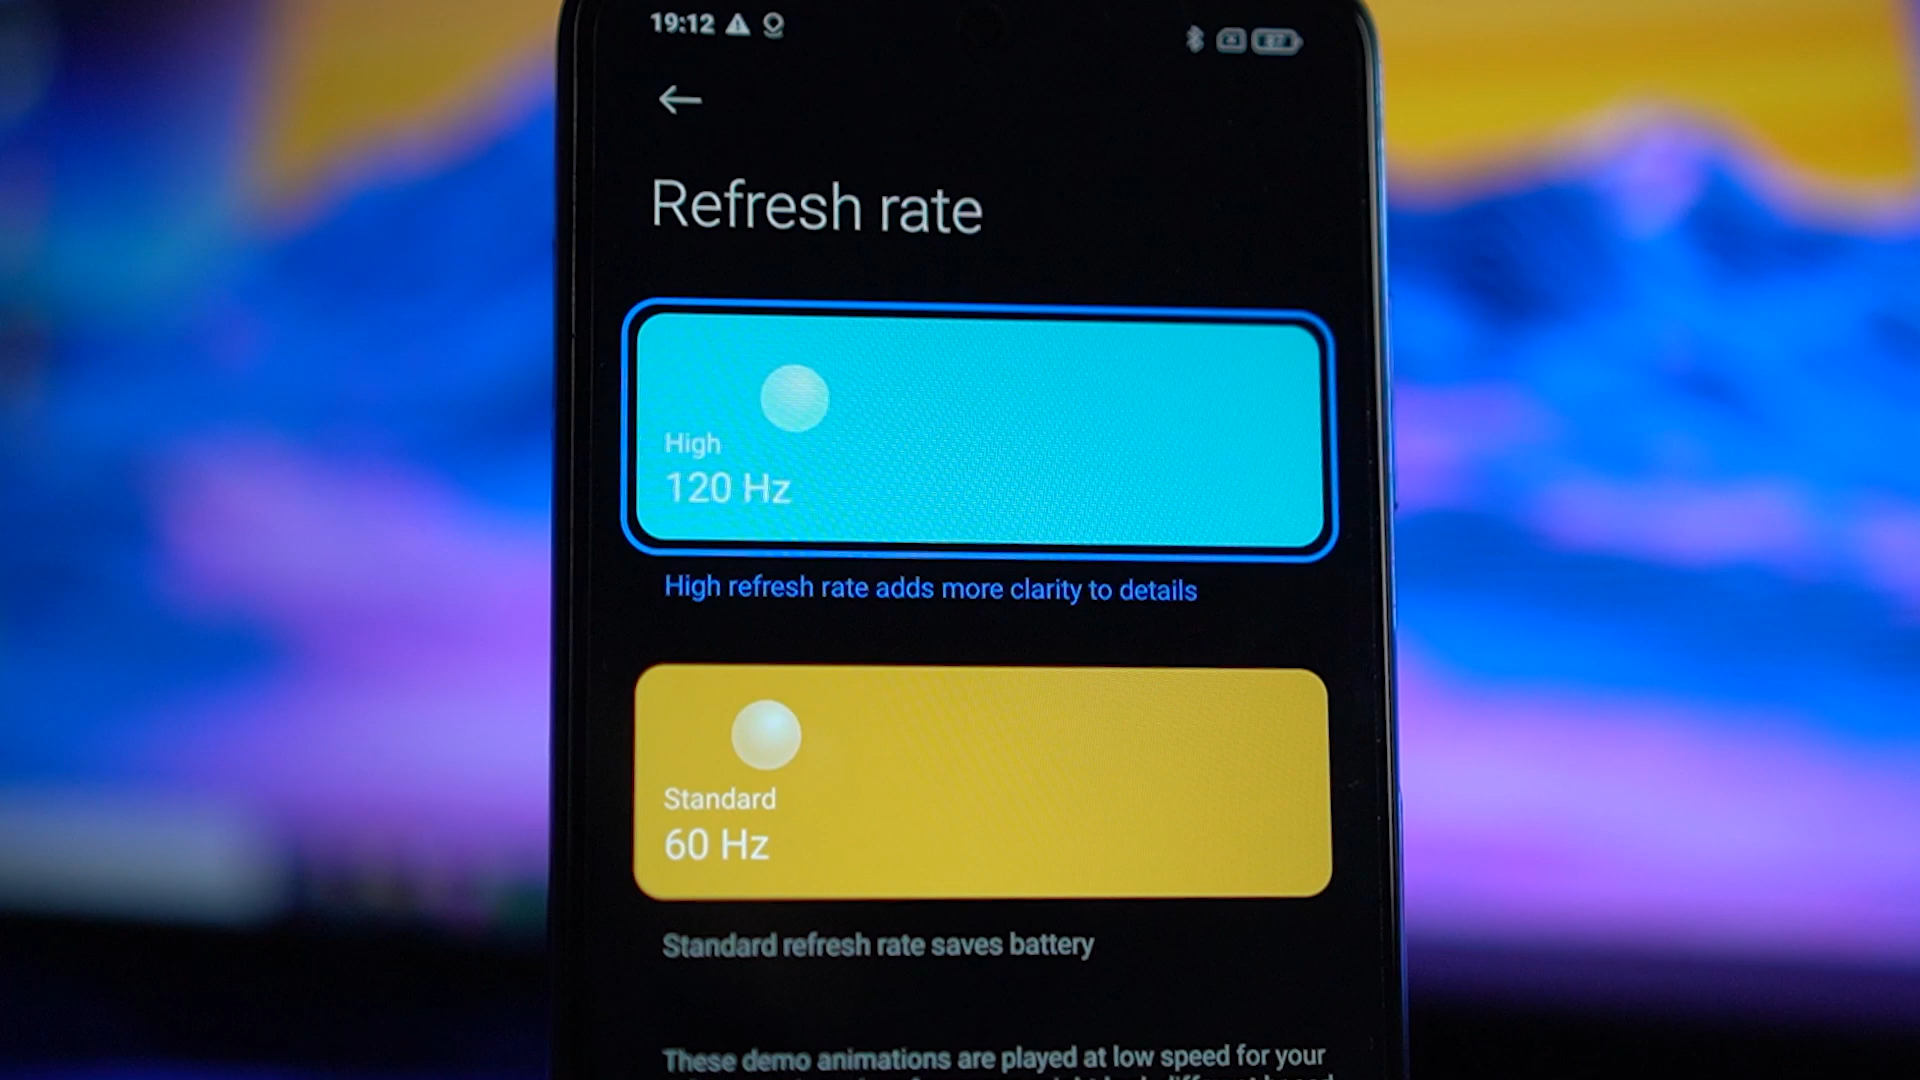 19:12
87
Refresh rate
High
120 Hz
High refresh rate adds more clarity to details
Standard
60 Hz
Standard refresh rate saves battery
These demo animations are played at low speed for your